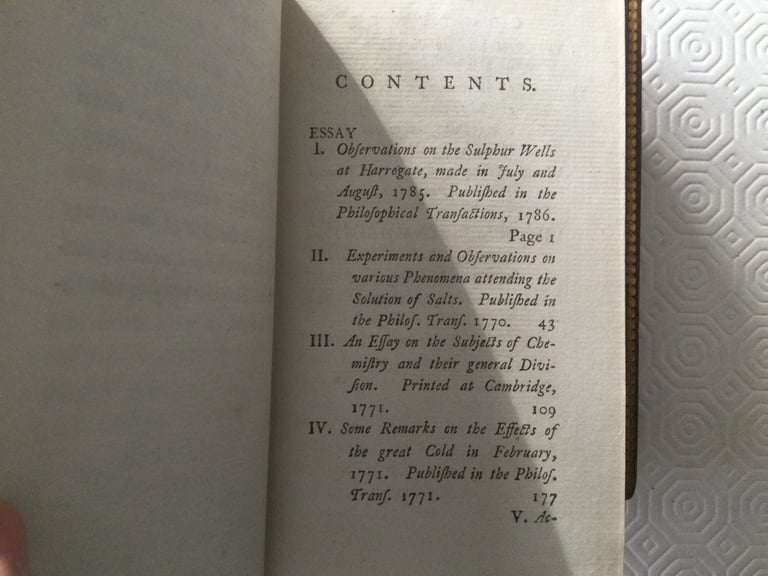 CONTENTS.
ESSAY
I. Obſervations on the Sulphur Wells
at Harrogate, made in July and
Auguſt, 1785. Publiſhed in the
Philoſophical Tranſactions, 1786.
Page 1
II. Experiments and Obſervations on
various Phenomena attending the
Solution of Salts. Publiſhed in
the Philoſ. Tranſ. 1770. 43
III. An Eſſay on the Subjects of Che-
miſtry and their general Divi-
ſion. Printed at Cambridge,
1771. 109
IV. Some Remarks on the Effects of
the great Cold in February,
1771. Publiſhed in the Philoſ.
Tranſ. 1771. 177
V. Ac-